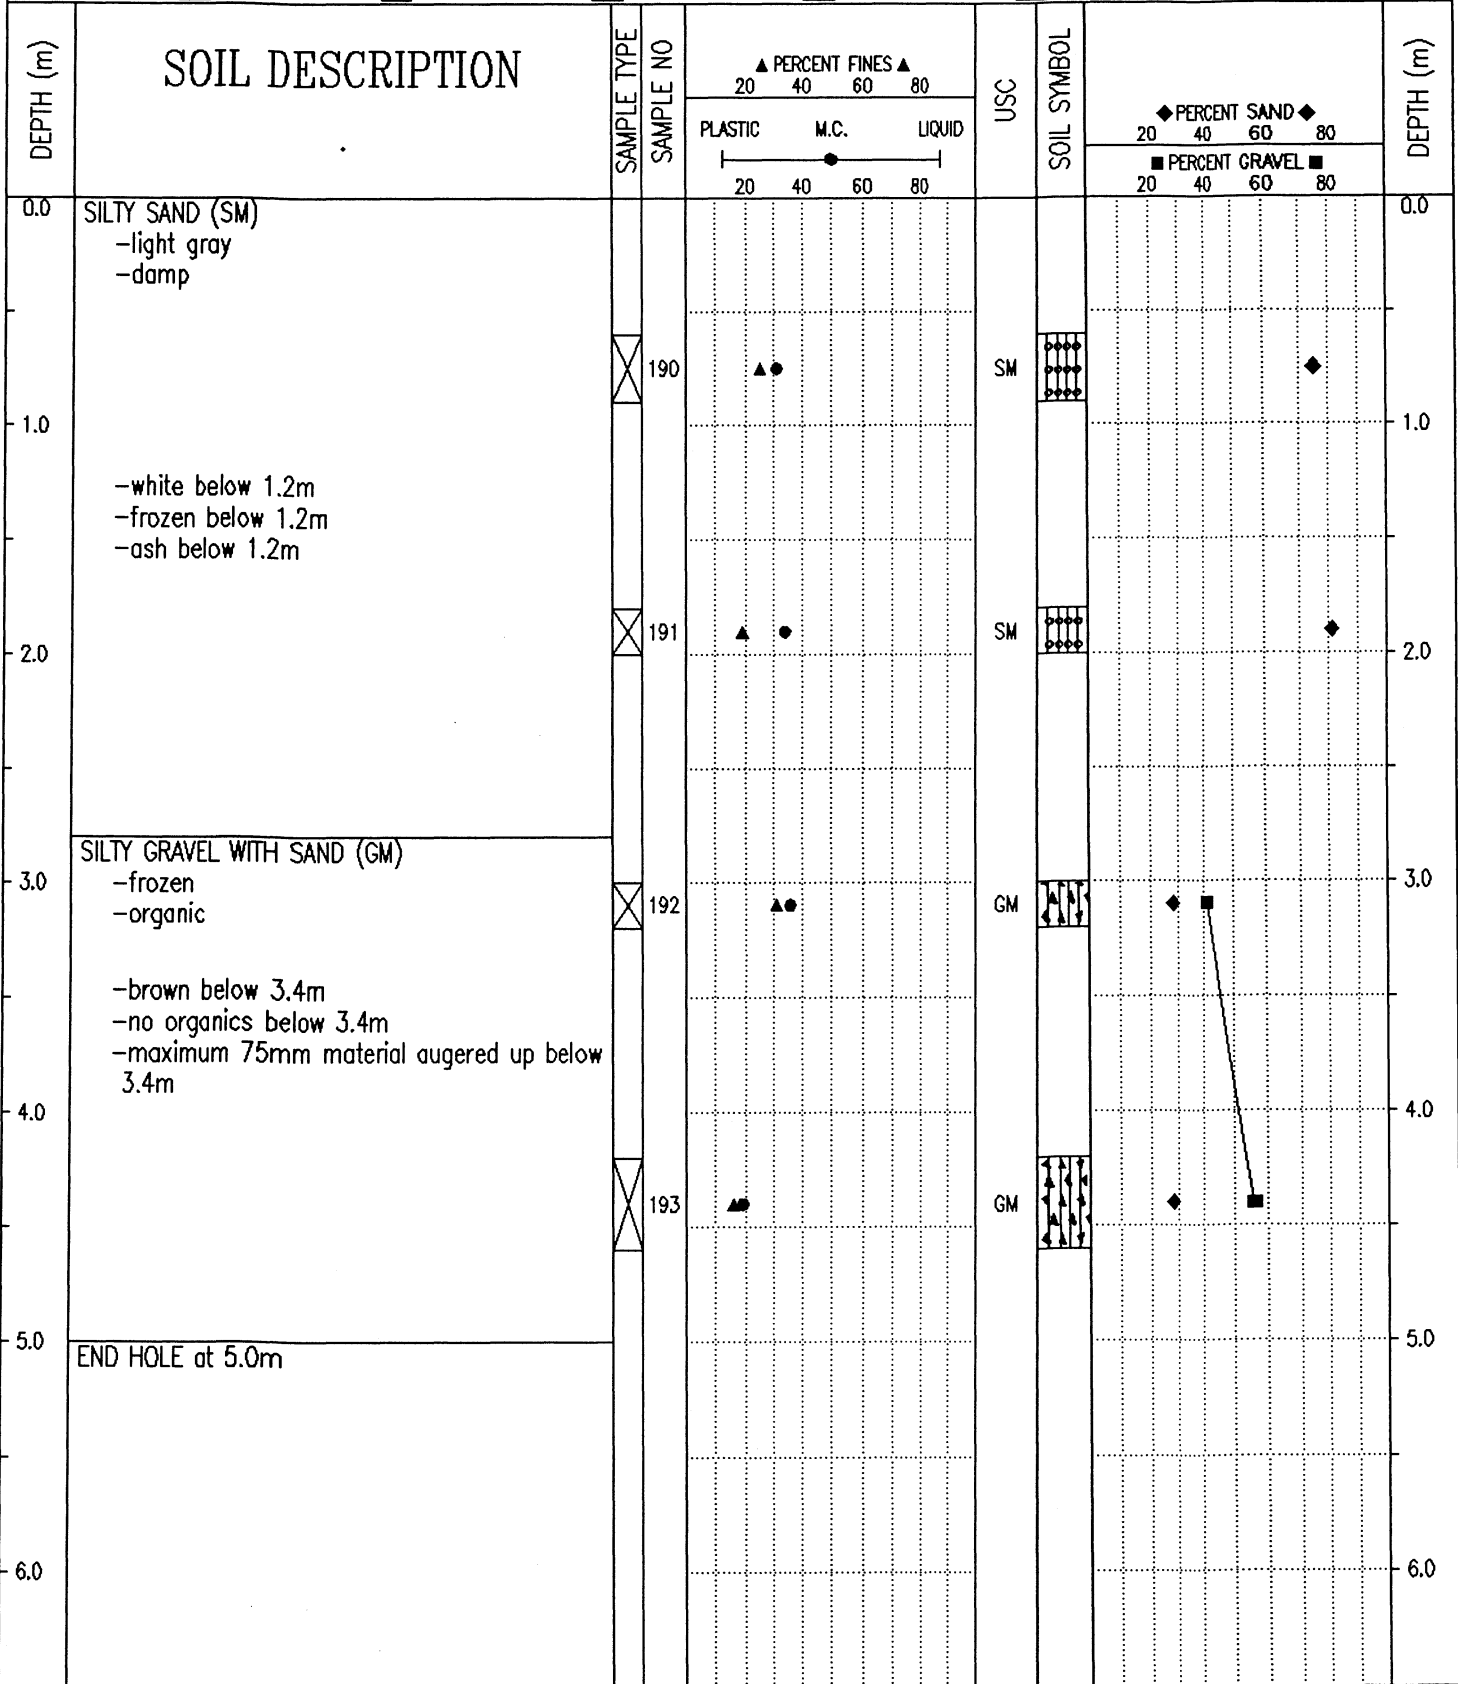 DEPTH (m)
SOIL DESCRIPTION
SAMPLE TYPE
SAMPLE NO
▲ PERCENT FINES ▲
20 40 60 80
PLASTIC M.C. LIQUID
20 40 60 80
USC
SOIL SYMBOL
◆ PERCENT SAND ◆
20 40 60 80
■ PERCENT GRAVEL ■
20 40 60 80
DEPTH (m)
0.0 SILTY SAND (SM) 0.0
-light gray
-damp
190 SM
1.0 1.0
-white below 1.2m
-frozen below 1.2m
-ash below 1.2m
191 SM
2.0 2.0
SILTY GRAVEL WITH SAND (GM)
3.0 -frozen 3.0
192 GM
-organic
-brown below 3.4m
-no organics below 3.4m
-maximum 75mm material augered up below
3.4m
4.0 4.0
193 GM
5.0 5.0
END HOLE at 5.0m
6.0 6.0